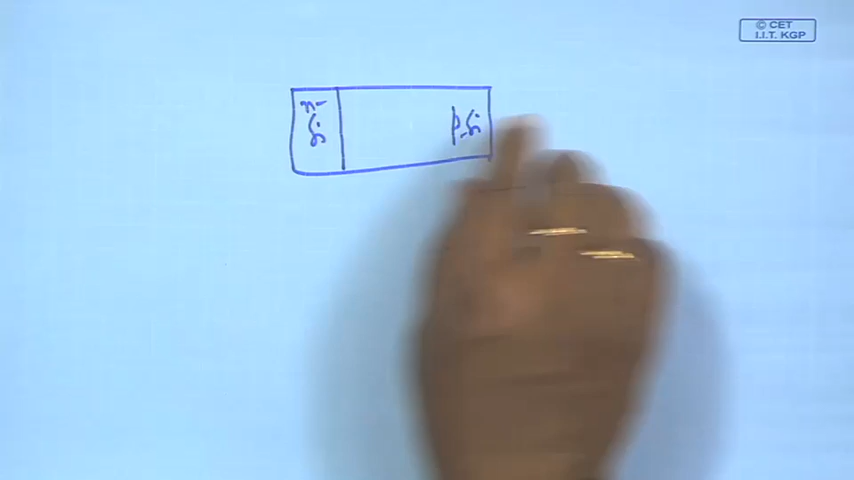 © CET
I.I.T. KGP
n-
Si
p-Si